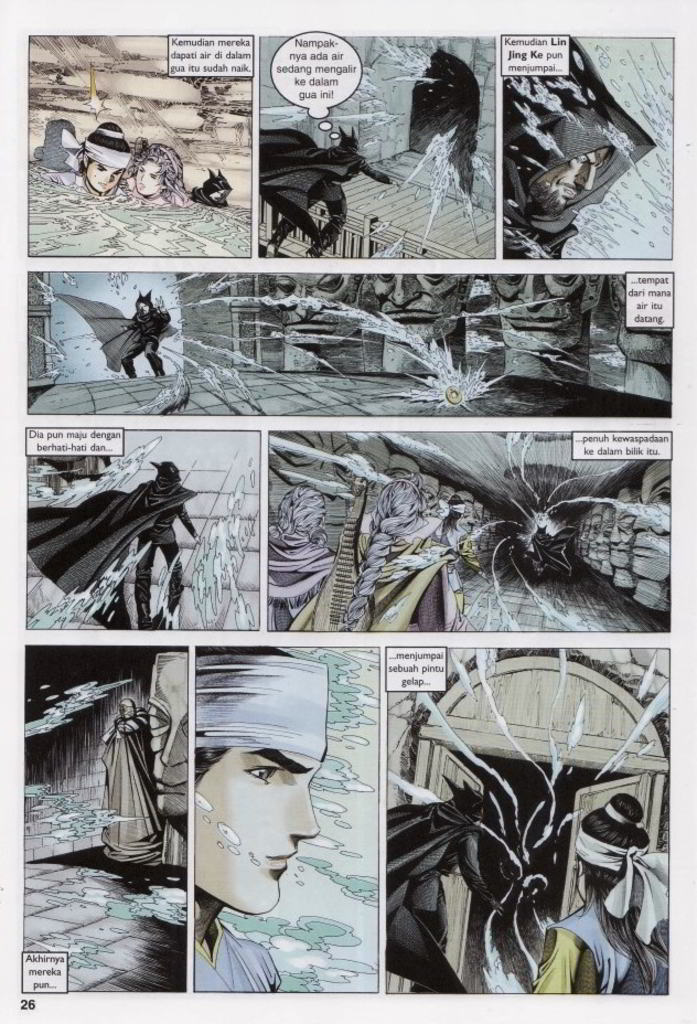 Kemudian mereka
dapati air di dalam
gua itu sudah naik.
Nampak-
nya ada air
sedang mengalir
ke dalam
gua ini!
Kemudian Lin
Jing Ke pun
menjumpai...
...tempat
dari mana
air itu
datang.
Dia pun maju dengan
berhati-hati dan...
...penuh kewaspadaan
ke dalam bilik itu.
Akhirnya
mereka
pun...
...menjumpai
sebuah pintu
gelap...
26